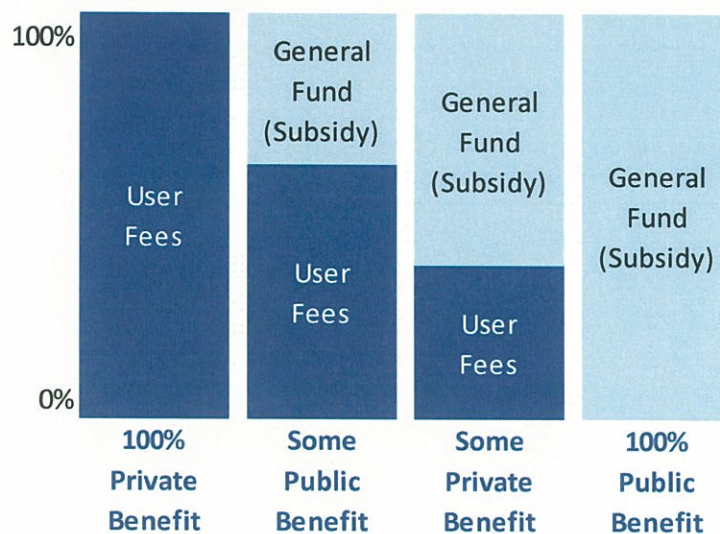 100%
0%
User
Fees
General
Fund
(Subsidy)
User
Fees
General
Fund
(Subsidy)
User
Fees
General
Fund
(Subsidy)
100%
Private
Benefit
Some
Public
Benefit
Some
Private
Benefit
100%
Public
Benefit